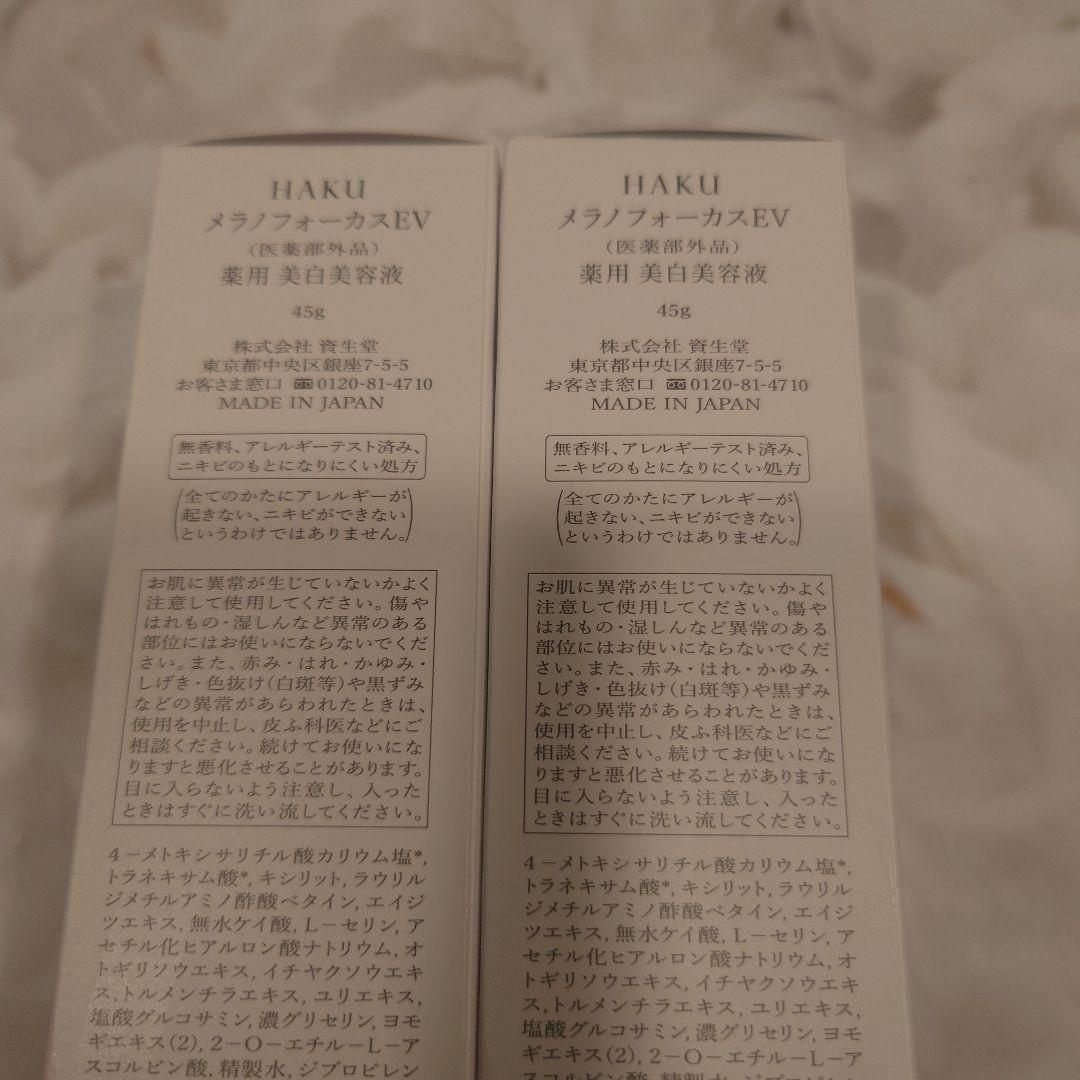 HAKU
メラノフォーカスEV
(医薬部外品)
薬用 美白美容液
45g
株式会社 資生堂
東京都中央区銀座7-5-5
お客さま窓口 0120-81-4710
MADE IN JAPAN
無香料、アレルギーテスト済み、
ニキビのもとになりにくい処方
(全てのかたにアレルギーが
起きない、ニキビができない
というわけではありません。)
お肌に異常が生じていないかよく
注意して使用してください。傷や
はれもの・湿しんなど異常のある
部位にはお使いにならないでくだ
さい。また、赤み・はれ・かゆみ・
しげき・色抜け(白斑等)や黒ずみ
などの異常があらわれたときは、
使用を中止し、皮ふ科医などにご
相談ください。続けてお使いにな
りますと悪化させることがあります。
目に入らないよう注意し、入った
ときはすぐに洗い流してください。
4－メトキシサリチル酸カリウム塩*,
トラネキサム酸*, キシリット, ラウリル
ジメチルアミノ酢酸ベタイン, エイジ
ツエキス, 無水ケイ酸, L－セリン, ア
セチル化ヒアルロン酸ナトリウム, オ
トギリソウエキス, イチヤクソウエキ
ス,トルメンチラエキス, ユリエキス,
塩酸グルコサミン, 濃グリセリン, ヨモ
ギエキス(2), 2－O－エチル－L－ア
スコルビン酸, 精製水, ジプロピレン
HAKU
メラノフォーカスEV
(医薬部外品)
薬用 美白美容液
45g
株式会社 資生堂
東京都中央区銀座7-5-5
お客さま窓口 0120-81-4710
MADE IN JAPAN
無香料、アレルギーテスト済み、
ニキビのもとになりにくい処方
(全てのかたにアレルギーが
起きない、ニキビができない
というわけではありません。)
お肌に異常が生じていないかよく
注意して使用してください。傷や
はれもの・湿しんなど異常のある
部位にはお使いにならないでくだ
さい。また、赤み・はれ・かゆみ・
しげき・色抜け(白斑等)や黒ずみ
などの異常があらわれたときは、
使用を中止し、皮ふ科医などにご
相談ください。続けてお使いにな
りますと悪化させることがあります。
目に入らないよう注意し、入った
ときはすぐに洗い流してください。
4－メトキシサリチル酸カリウム塩*,
トラネキサム酸*, キシリット, ラウリル
ジメチルアミノ酢酸ベタイン, エイジ
ツエキス, 無水ケイ酸, L－セリン, ア
セチル化ヒアルロン酸ナトリウム, オ
トギリソウエキス, イチヤクソウエキ
ス,トルメンチラエキス, ユリエキス,
塩酸グルコサミン, 濃グリセリン, ヨモ
ギエキス(2), 2－O－エチル－L－ア
スコルビン酸, 精製水, ジプロピレン